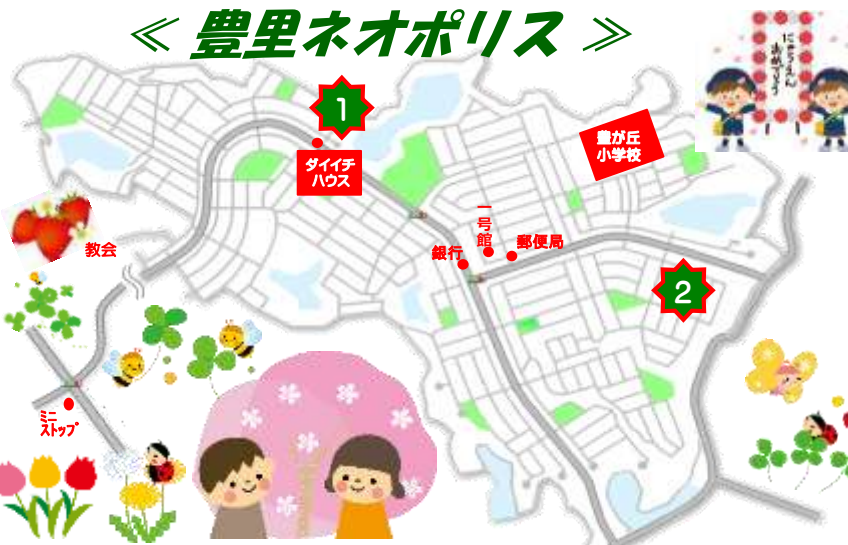 ≪ 豊里ネオポリス ≫
1
ダイイチ
ハウス
豊が丘
小学校
一号館
郵便局
銀行
教会
2
ミニ
ストップ